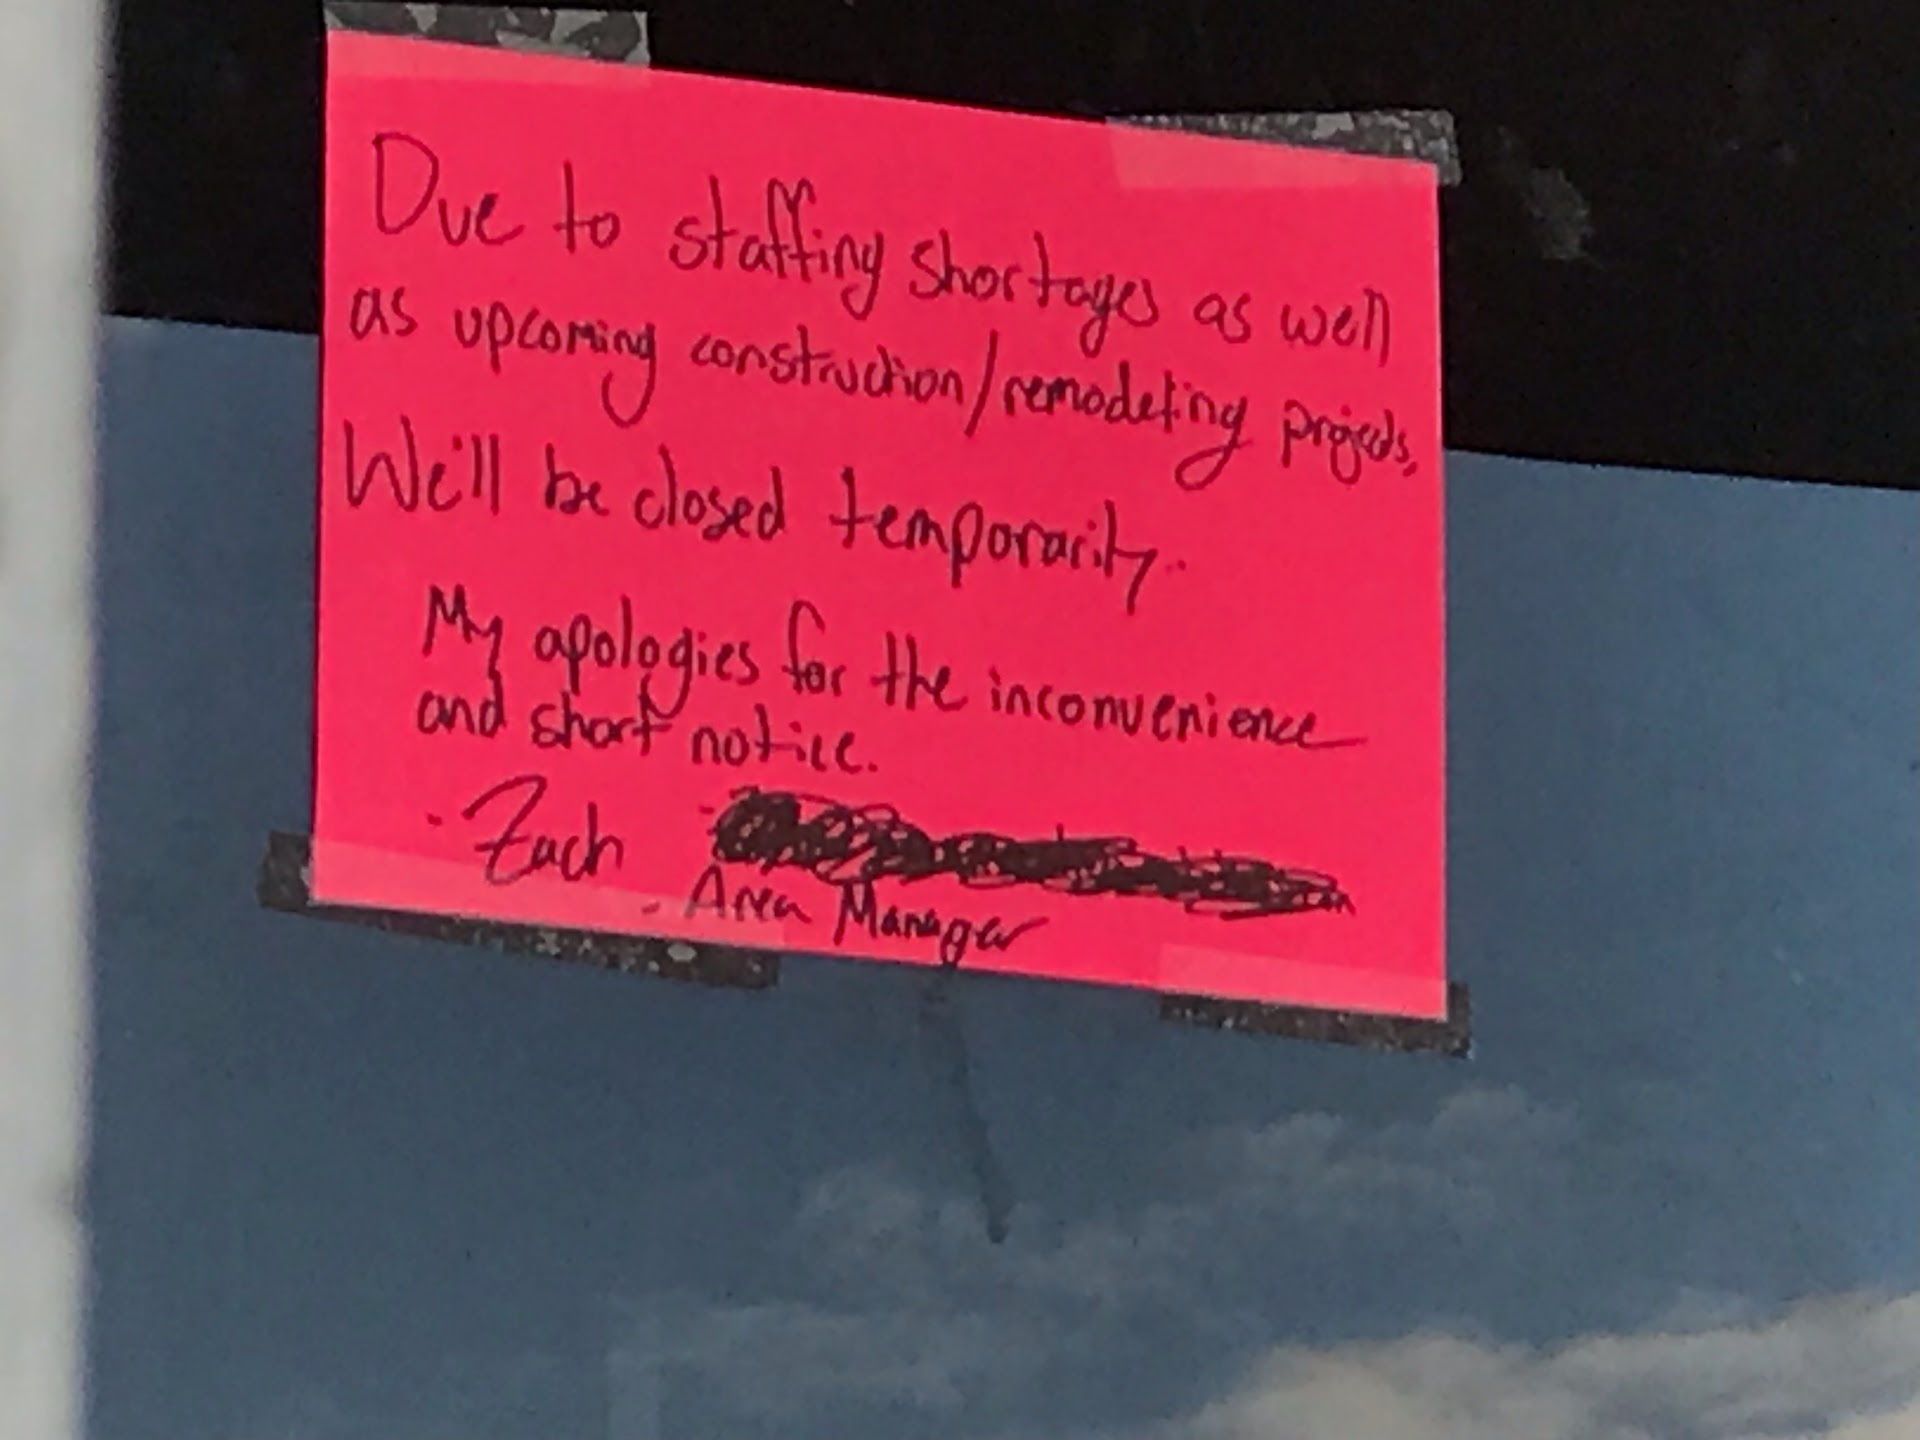 Due to staffing shortages as well
as upcoming construction/remodeling projects,
We'll be closed temporarily.
My apologies for the inconvenience
and short notice.
- Zach
- Area Manager